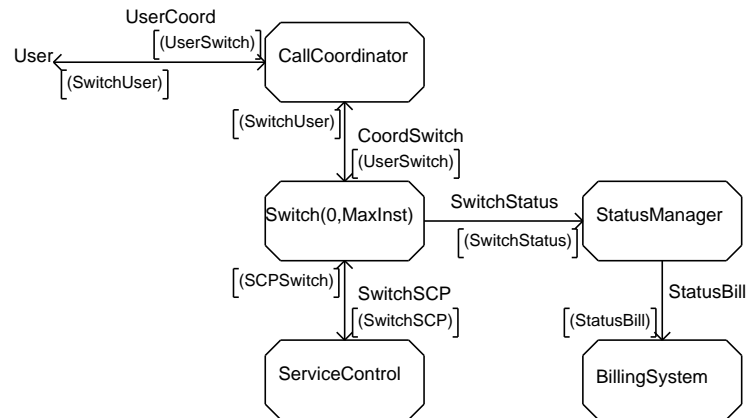 UserCoord
[(UserSwitch)]
User
CallCoordinator
[(SwitchUser)]
[(SwitchUser)]
CoordSwitch
[(UserSwitch)]
Switch(0,MaxInst)
SwitchStatus
StatusManager
[(SwitchStatus)]
[(SCPSwitch)]
SwitchSCP
StatusBill
[(SwitchSCP)]
[(StatusBill)]
ServiceControl
BillingSystem